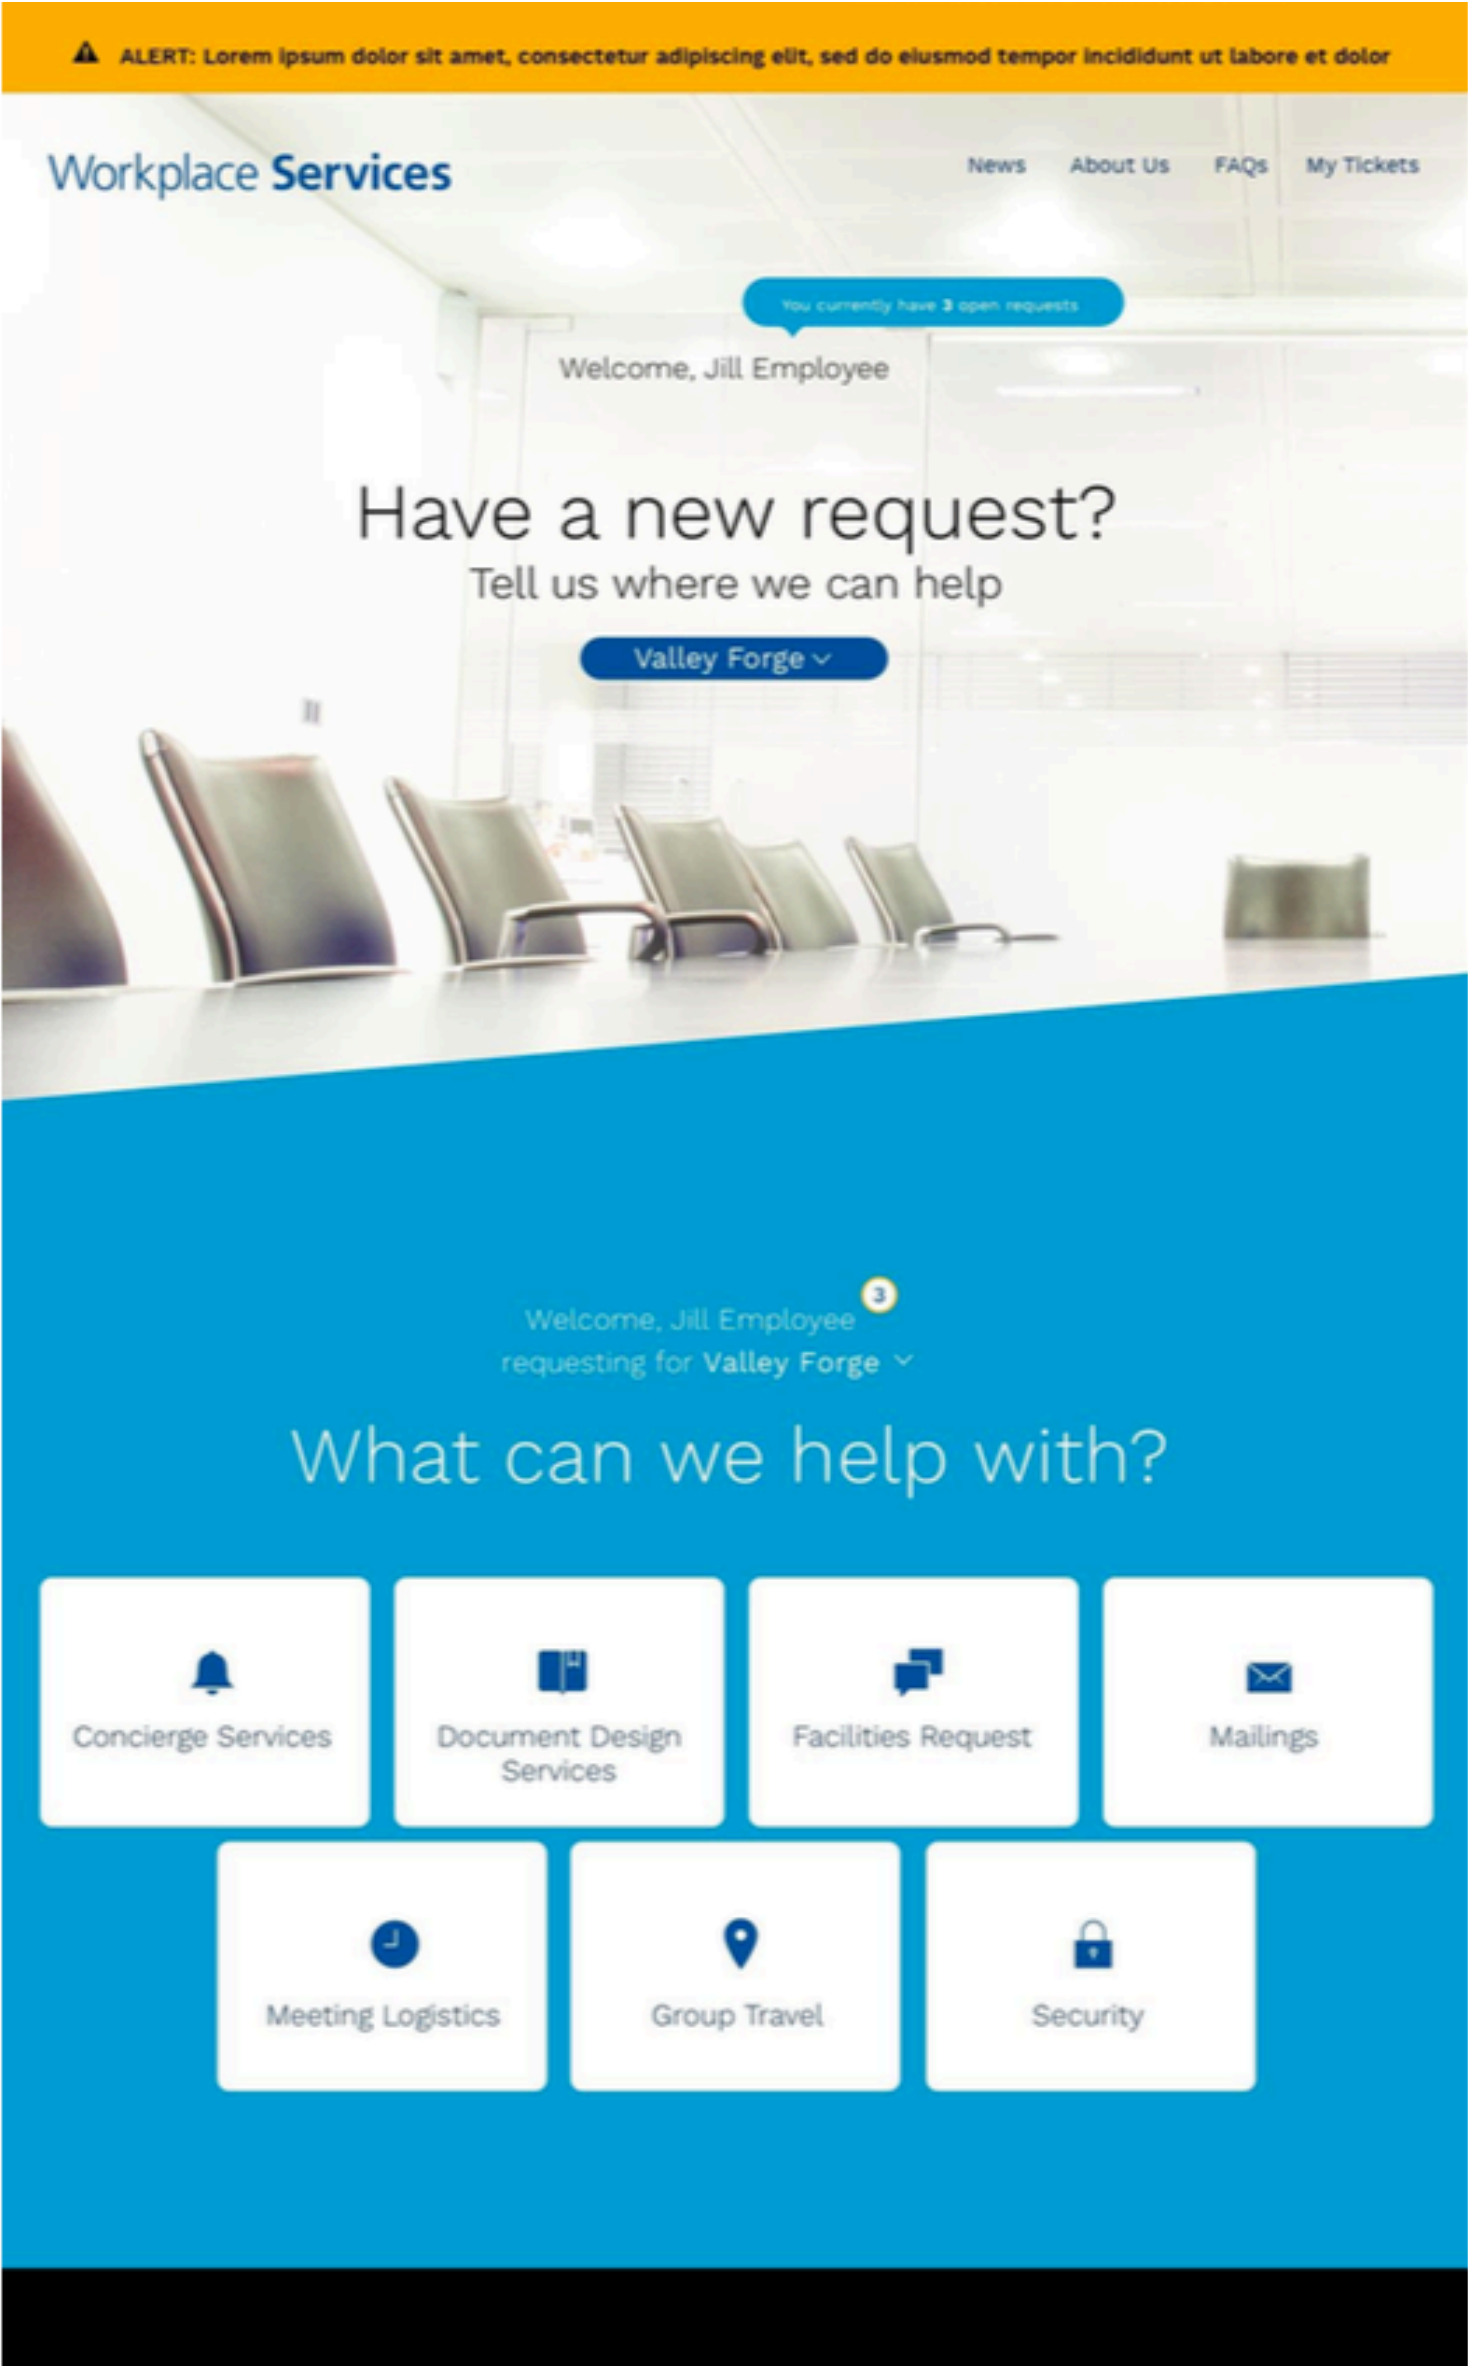 ALERT: Lorem ipsum dolor sit amet, consectetur adipiscing elit, sed do eiusmod tempor incididunt ut labore et dolor
Workplace Services
News About Us FAQs My Tickets
You currently have 3 open requests
Welcome, Jill Employee
Have a new request?
Tell us where we can help
Valley Forge
3
Welcome, Jill Employee
requesting for Valley Forge
What can we help with?
Concierge Services
Document Design
Services
Facilities Request
Mailings
Meeting Logistics
Group Travel
Security